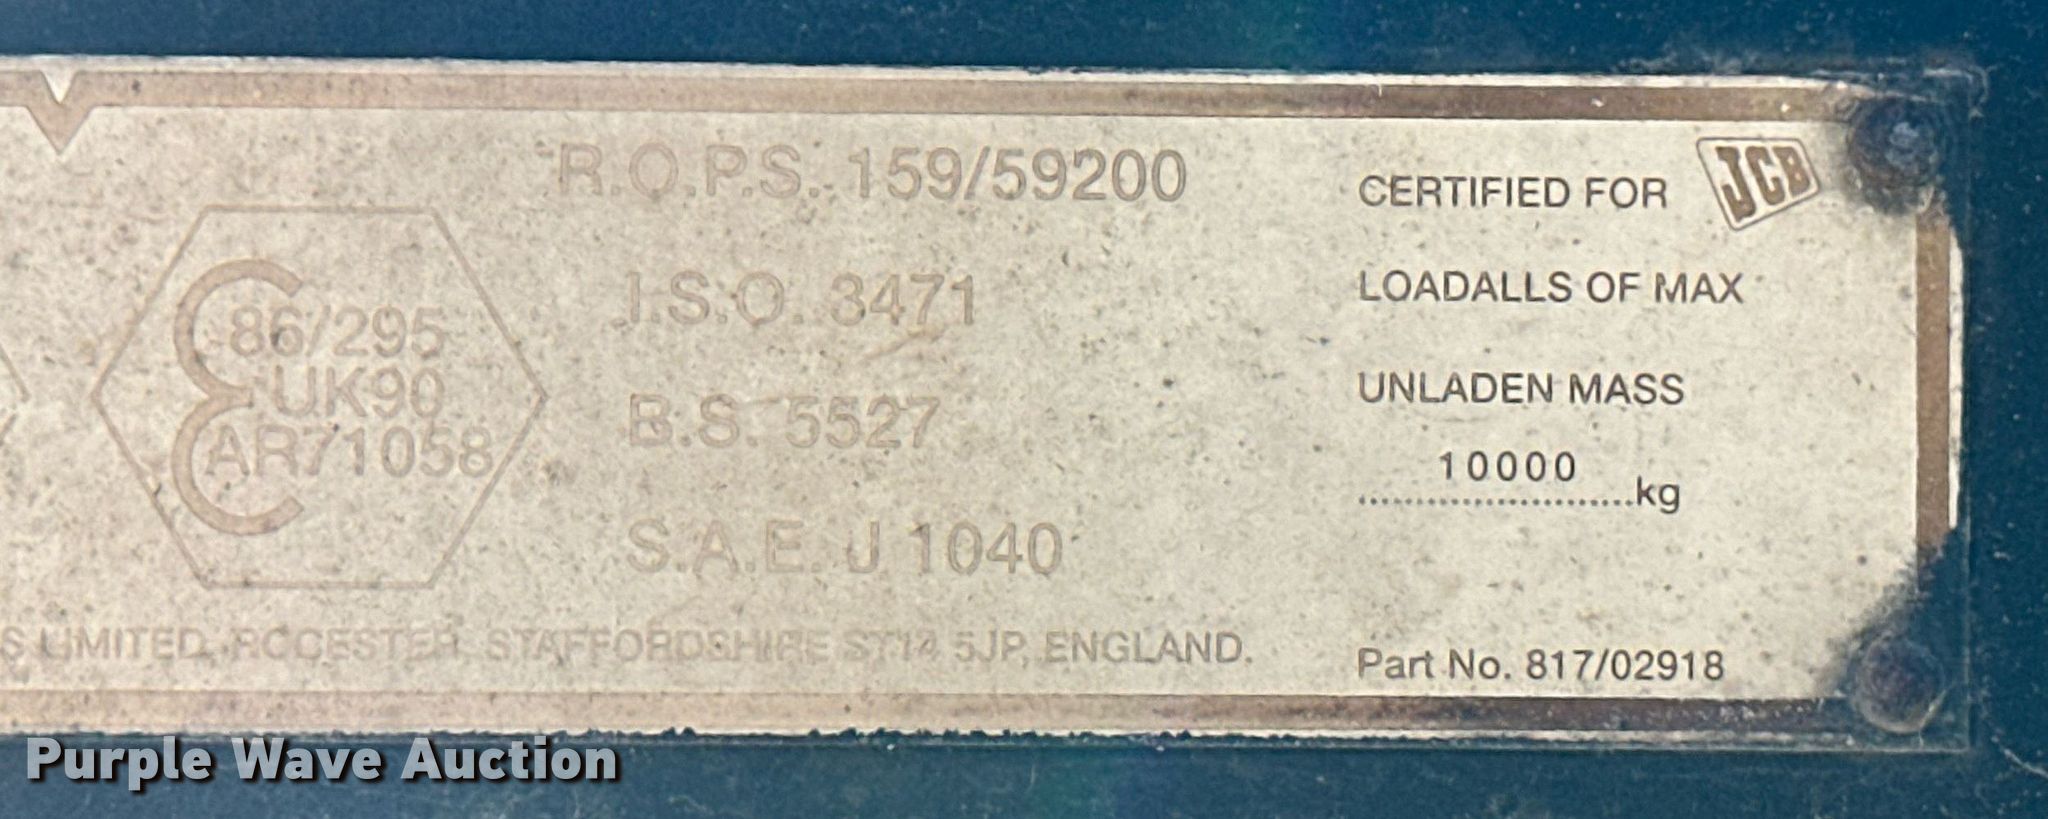 R.O.P.S. 159/59200
I.S.O. 3471
B.S. 5527
S.A.E. J 1040
86/295
UK90
AR71058
S LIMITED, ROCESTER, STAFFORDSHIRE ST14 5JP, ENGLAND.
CERTIFIED FOR JCB
LOADALLS OF MAX
UNLADEN MASS
10000
....................kg
Part No. 817/02918
Purple Wave Auction